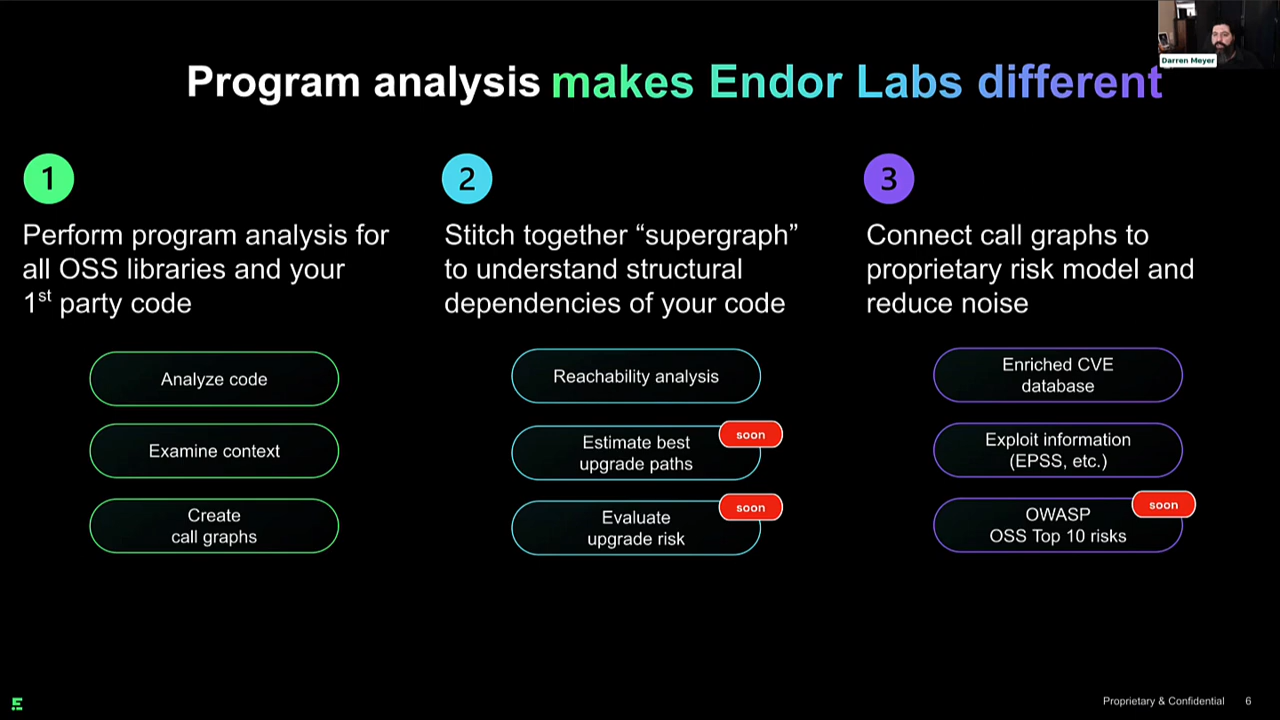 Darren Meyer
Program analysis makes Endor Labs different
1
Perform program analysis for
all OSS libraries and your
1st party code
Analyze code
Examine context
Create
call graphs
2
Stitch together “supergraph”
to understand structural
dependencies of your code
Reachability analysis
Estimate best
upgrade paths
soon
Evaluate
upgrade risk
soon
3
Connect call graphs to
proprietary risk model and
reduce noise
Enriched CVE
database
Exploit information
(EPSS, etc.)
OWASP
OSS Top 10 risks
soon
Proprietary & Confidential 6